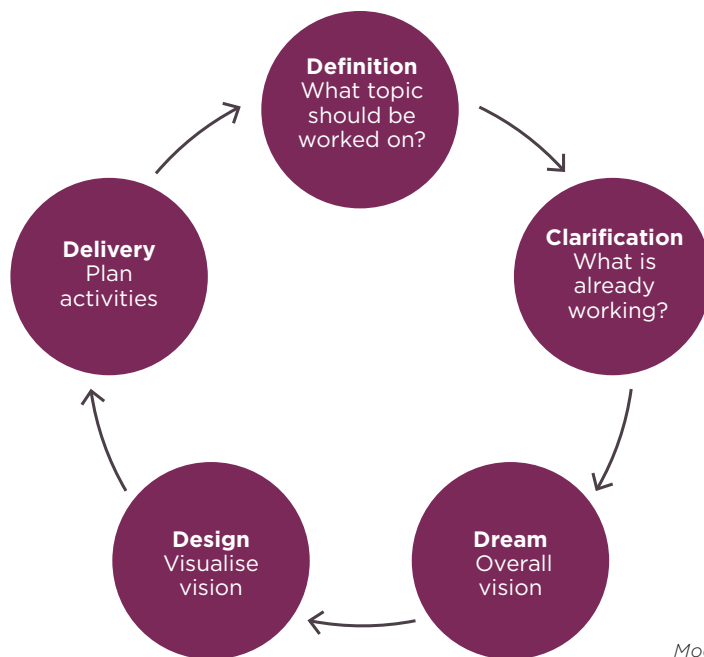 Definition
What topic
should be
worked on?
Clarification
What is
already
working?
Dream
Overall
vision
Design
Visualise
vision
Delivery
Plan
activities